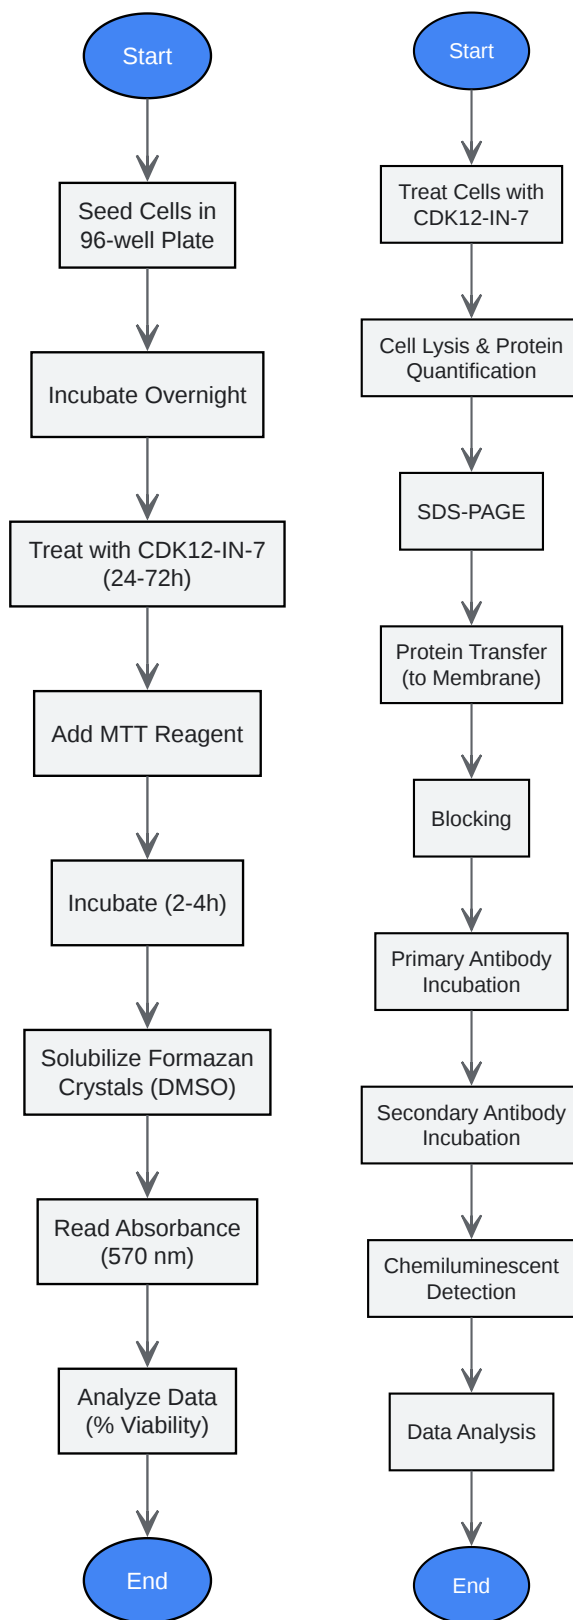 Start
Seed Cells in
96-well Plate
Incubate Overnight
Treat with CDK12-IN-7
(24-72h)
Add MTT Reagent
Incubate (2-4h)
Solubilize Formazan
Crystals (DMSO)
Read Absorbance
(570 nm)
Analyze Data
(% Viability)
End
Start
Treat Cells with
CDK12-IN-7
Cell Lysis & Protein
Quantification
SDS-PAGE
Protein Transfer
(to Membrane)
Blocking
Primary Antibody
Incubation
Secondary Antibody
Incubation
Chemiluminescent
Detection
Data Analysis
End